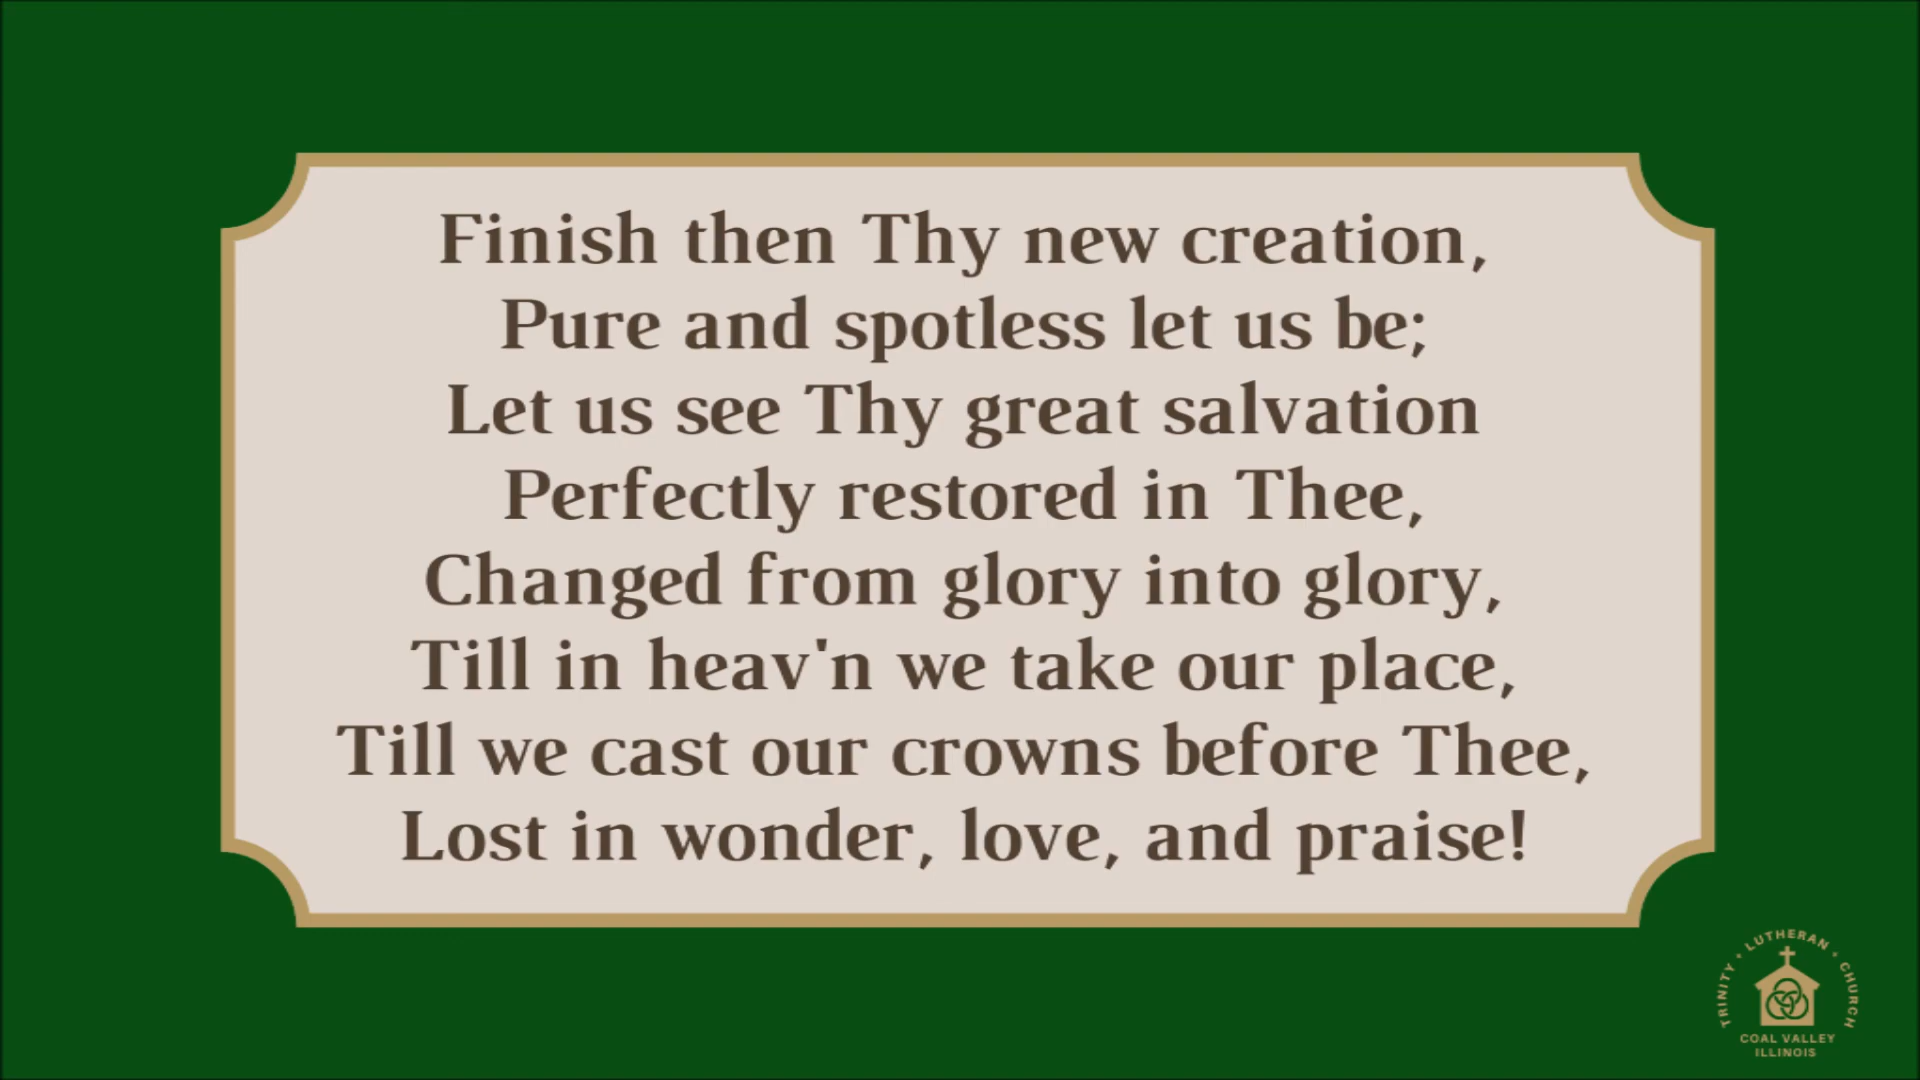 Finish then Thy new creation,
Pure and spotless let us be;
Let us see Thy great salvation
Perfectly restored in Thee,
Changed from glory into glory,
Till in heav'n we take our place,
Till we cast our crowns before Thee,
Lost in wonder, love, and praise!
TRINITY • LUTHERAN • CHURCH
COAL VALLEY
ILLINOIS